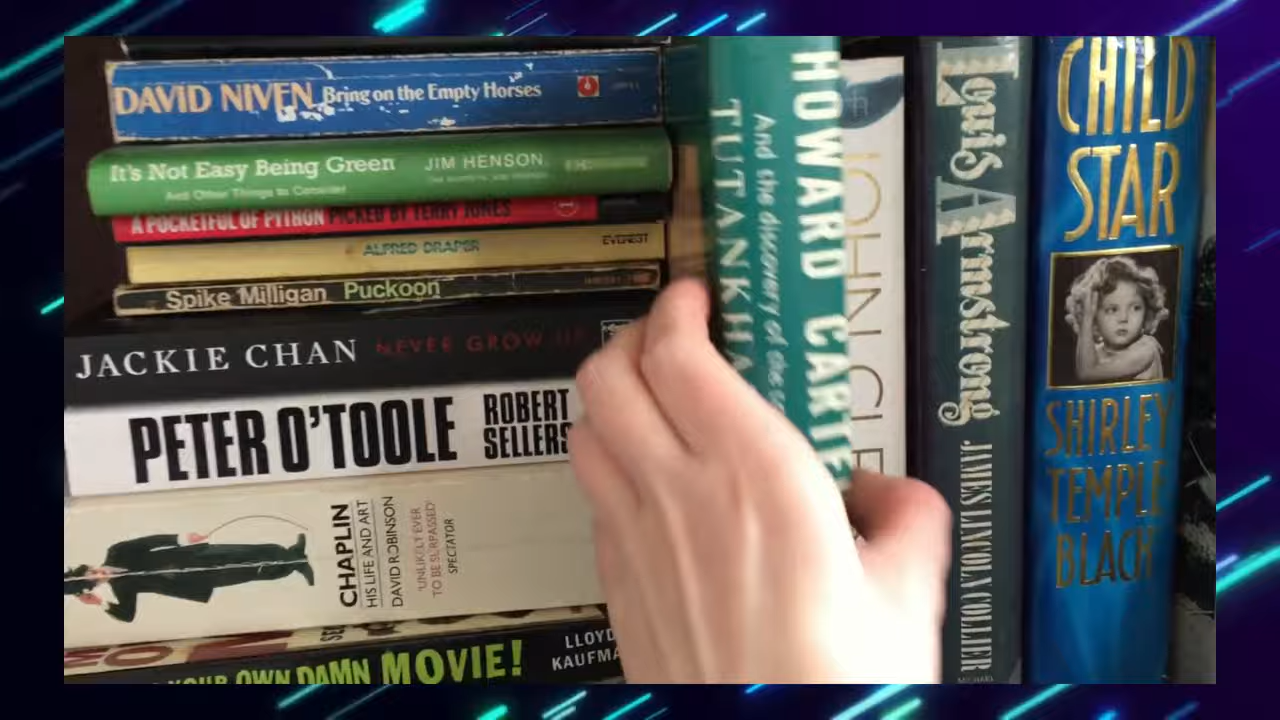 DAVID NIVEN Bring on the Empty Horses
It's Not Easy Being Green JIM HENSON
And Other Things to Consider
A POCKETFUL OF PYTHON PICKED BY TERRY JONES
ALFRED DRAPER
EVEREST
Spike Milligan Puckoon
JACKIE CHAN NEVER GROW UP
PETER O'TOOLE ROBERT
SELLERS
CHAPLIN
HIS LIFE AND ART
DAVID ROBINSON
'UNLIKELY EVER
TO BE SURPASSED'
SPECTATOR
YOUR OWN DAMN MOVIE!
LLOYD
KAUFMA
HOWARD CARTE
And the discovery of the
TUTANKHA
JOHN CLE
Louis Armstrong
JAMES LINCOLN COLLIER
MICHAEL
CHILD
STAR
SHIRLEY
TEMPLE
BLACK